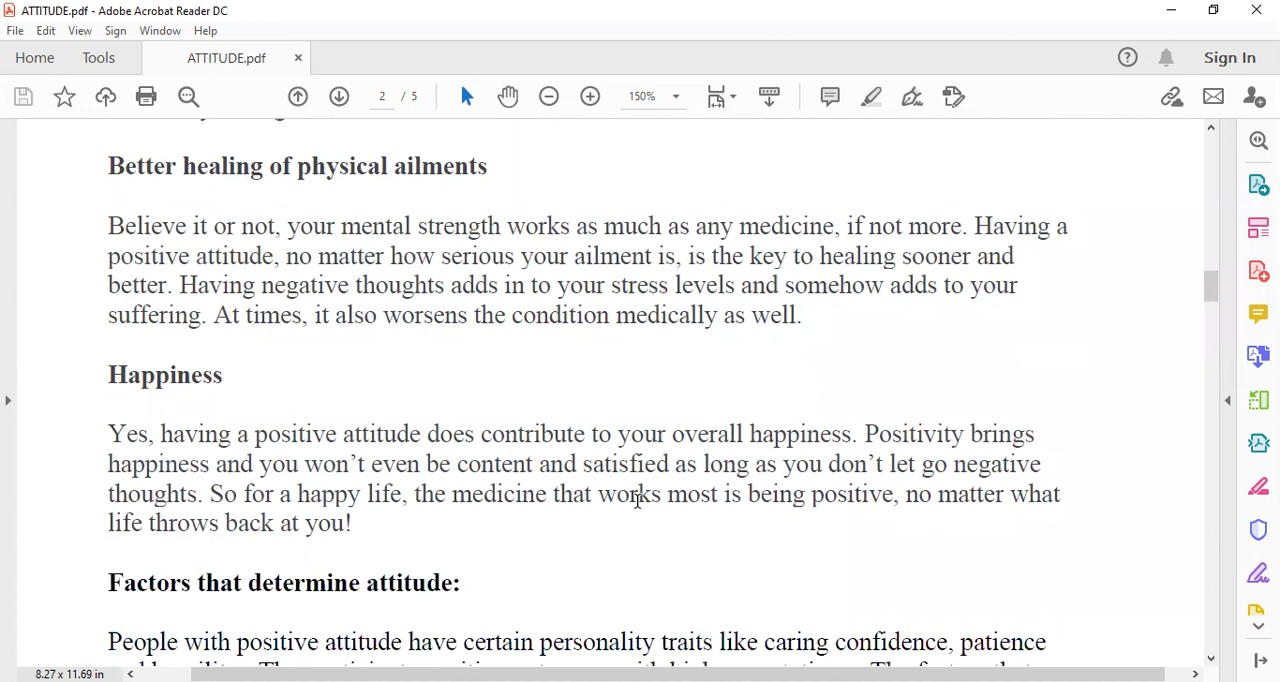 ATTITUDE.pdf - Adobe Acrobat Reader DC
File Edit View Sign Window Help
Home Tools ATTITUDE.pdf × Sign In
2 / 5 150%
Better healing of physical ailments
Believe it or not, your mental strength works as much as any medicine, if not more. Having a
positive attitude, no matter how serious your ailment is, is the key to healing sooner and
better. Having negative thoughts adds in to your stress levels and somehow adds to your
suffering. At times, it also worsens the condition medically as well.
Happiness
Yes, having a positive attitude does contribute to your overall happiness. Positivity brings
happiness and you won’t even be content and satisfied as long as you don’t let go negative
thoughts. So for a happy life, the medicine that works most is being positive, no matter what
life throws back at you!
Factors that determine attitude:
People with positive attitude have certain personality traits like caring confidence, patience
8.27 x 11.69 in